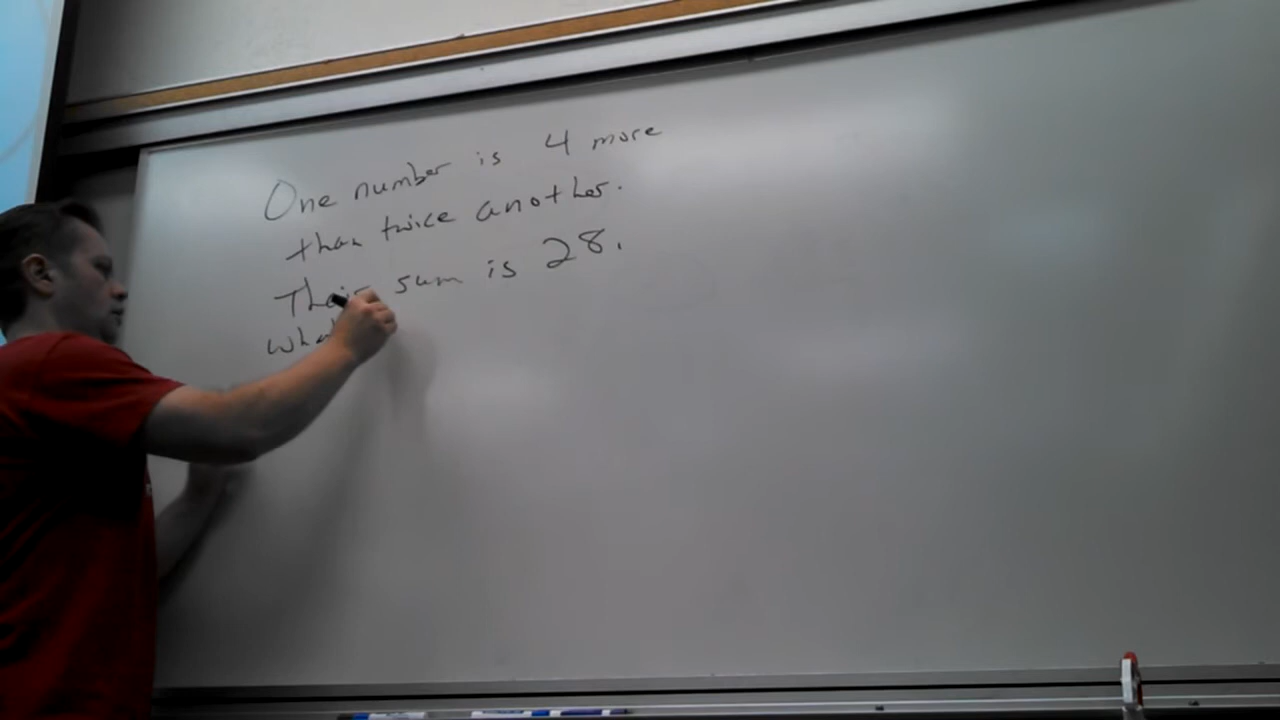 One number is 4 more
than twice another.
Their sum is 28.
Wha